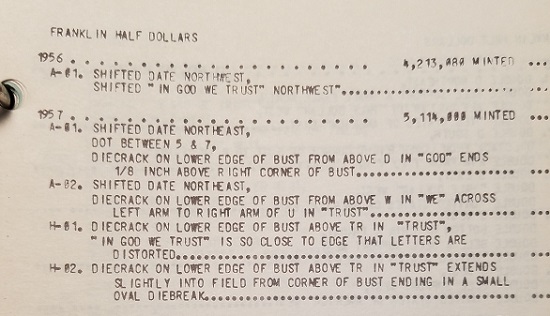 FRANKLIN HALF DOLLARS
1956 . . . . . . . . . . . . . . . . . . . . . . 4,213,000 MINTED ...
A-01. SHIFTED DATE NORTHWEST,
SHIFTED "IN GOD WE TRUST" NORTHWEST"..............................
1957 . . . . . . . . . . . . . . . . . . . . . . 5,114,000 MINTED ...
A-01. SHIFTED DATE NORTHEAST,
DOT BETWEEN 5 & 7,
DIECRACK ON LOWER EDGE OF BUST FROM ABOVE O IN "GOD" ENDS
1/8 INCH ABOVE RIGHT CORNER OF BUST..............................
A-02. SHIFTED DATE NORTHEAST,
DIECRACK ON LOWER EDGE OF BUST FROM ABOVE W IN "WE" ACROSS
LEFT ARM TO RIGHT ARM OF U IN "TRUST"..............................
H-01. DIECRACK ON LOWER EDGE OF BUST ABOVE TR IN "TRUST",
"IN GOD WE TRUST" IS SO CLOSE TO EDGE THAT LETTERS ARE
DISTORTED..............................
H-02. DIECRACK ON LOWER EDGE OF BUST ABOVE TR IN "TRUST" EXTENDS
SLIGHTLY INTO FIELD FROM CORNER OF BUST ENDING IN A SMALL
OVAL DIEBREAK..............................